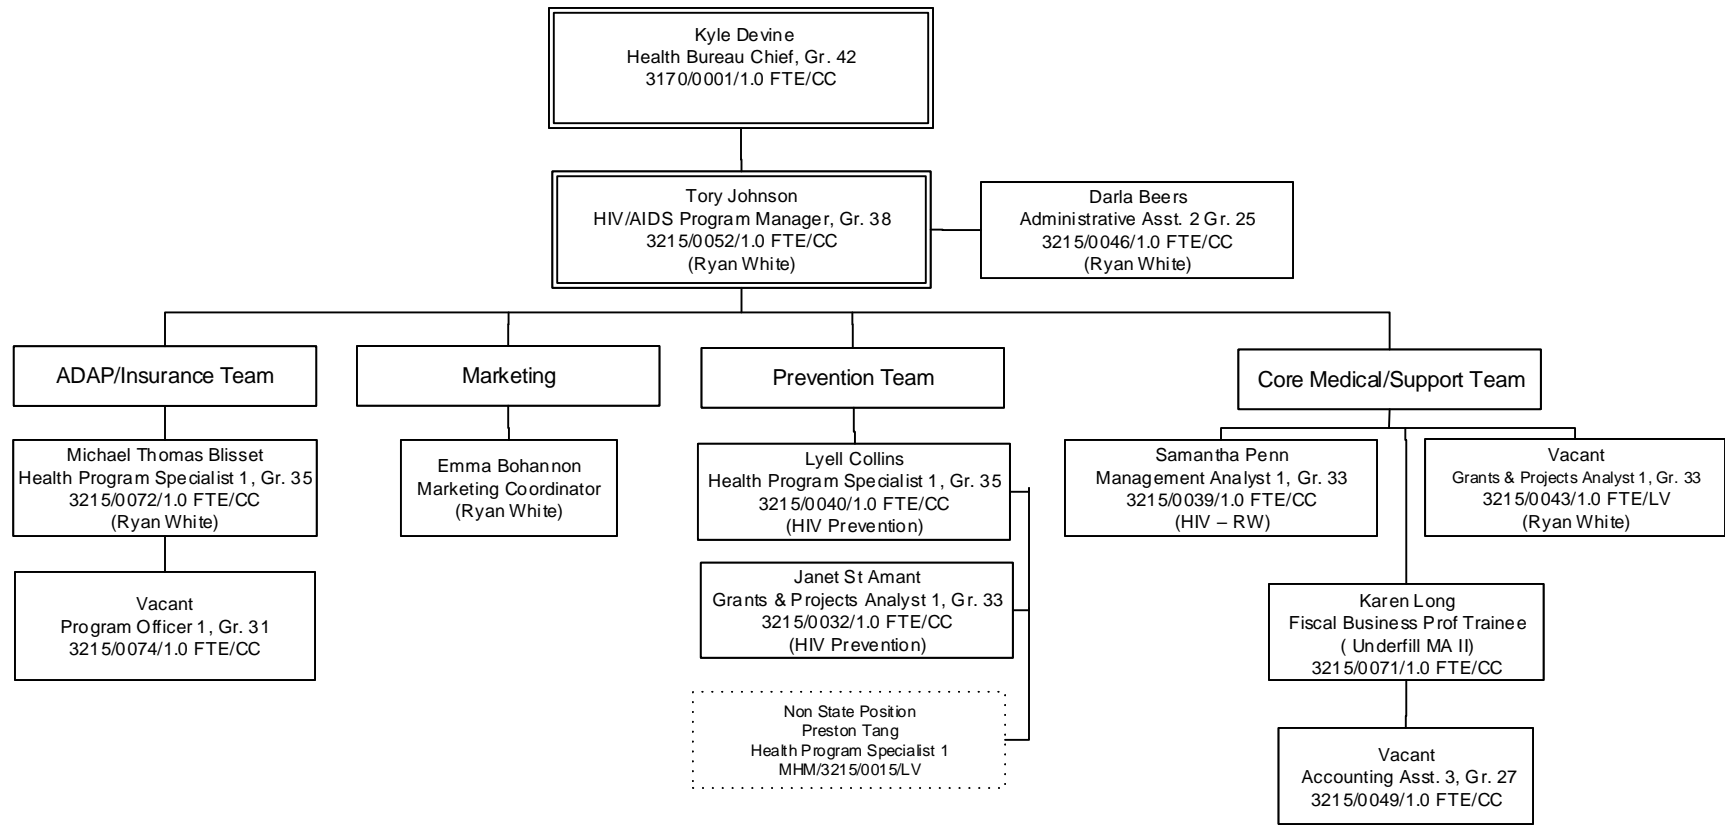 Kyle Devine
Health Bureau Chief, Gr. 42
3170/0001/1.0 FTE/CC
Tory Johnson
HIV/AIDS Program Manager, Gr. 38
3215/0052/1.0 FTE/CC
(Ryan White)
Darla Beers
Administrative Asst. 2 Gr. 25
3215/0046/1.0 FTE/CC
(Ryan White)
ADAP/Insurance Team
Michael Thomas Blisset
Health Program Specialist 1, Gr. 35
3215/0072/1.0 FTE/CC
(Ryan White)
Vacant
Program Officer 1, Gr. 31
3215/0074/1.0 FTE/CC
Marketing
Emma Bohannon
Marketing Coordinator
(Ryan White)
Prevention Team
Lyell Collins
Health Program Specialist 1, Gr. 35
3215/0040/1.0 FTE/CC
(HIV Prevention)
Janet St Amant
Grants & Projects Analyst 1, Gr. 33
3215/0032/1.0 FTE/CC
(HIV Prevention)
Non State Position
Preston Tang
Health Program Specialist 1
MHM/3215/0015/LV
Core Medical/Support Team
Samantha Penn
Management Analyst 1, Gr. 33
3215/0039/1.0 FTE/CC
(HIV – RW)
Vacant
Grants & Projects Analyst 1, Gr. 33
3215/0043/1.0 FTE/LV
(Ryan White)
Karen Long
Fiscal Business Prof Trainee
( Underfill MA II)
3215/0071/1.0 FTE/CC
Vacant
Accounting Asst. 3, Gr. 27
3215/0049/1.0 FTE/CC